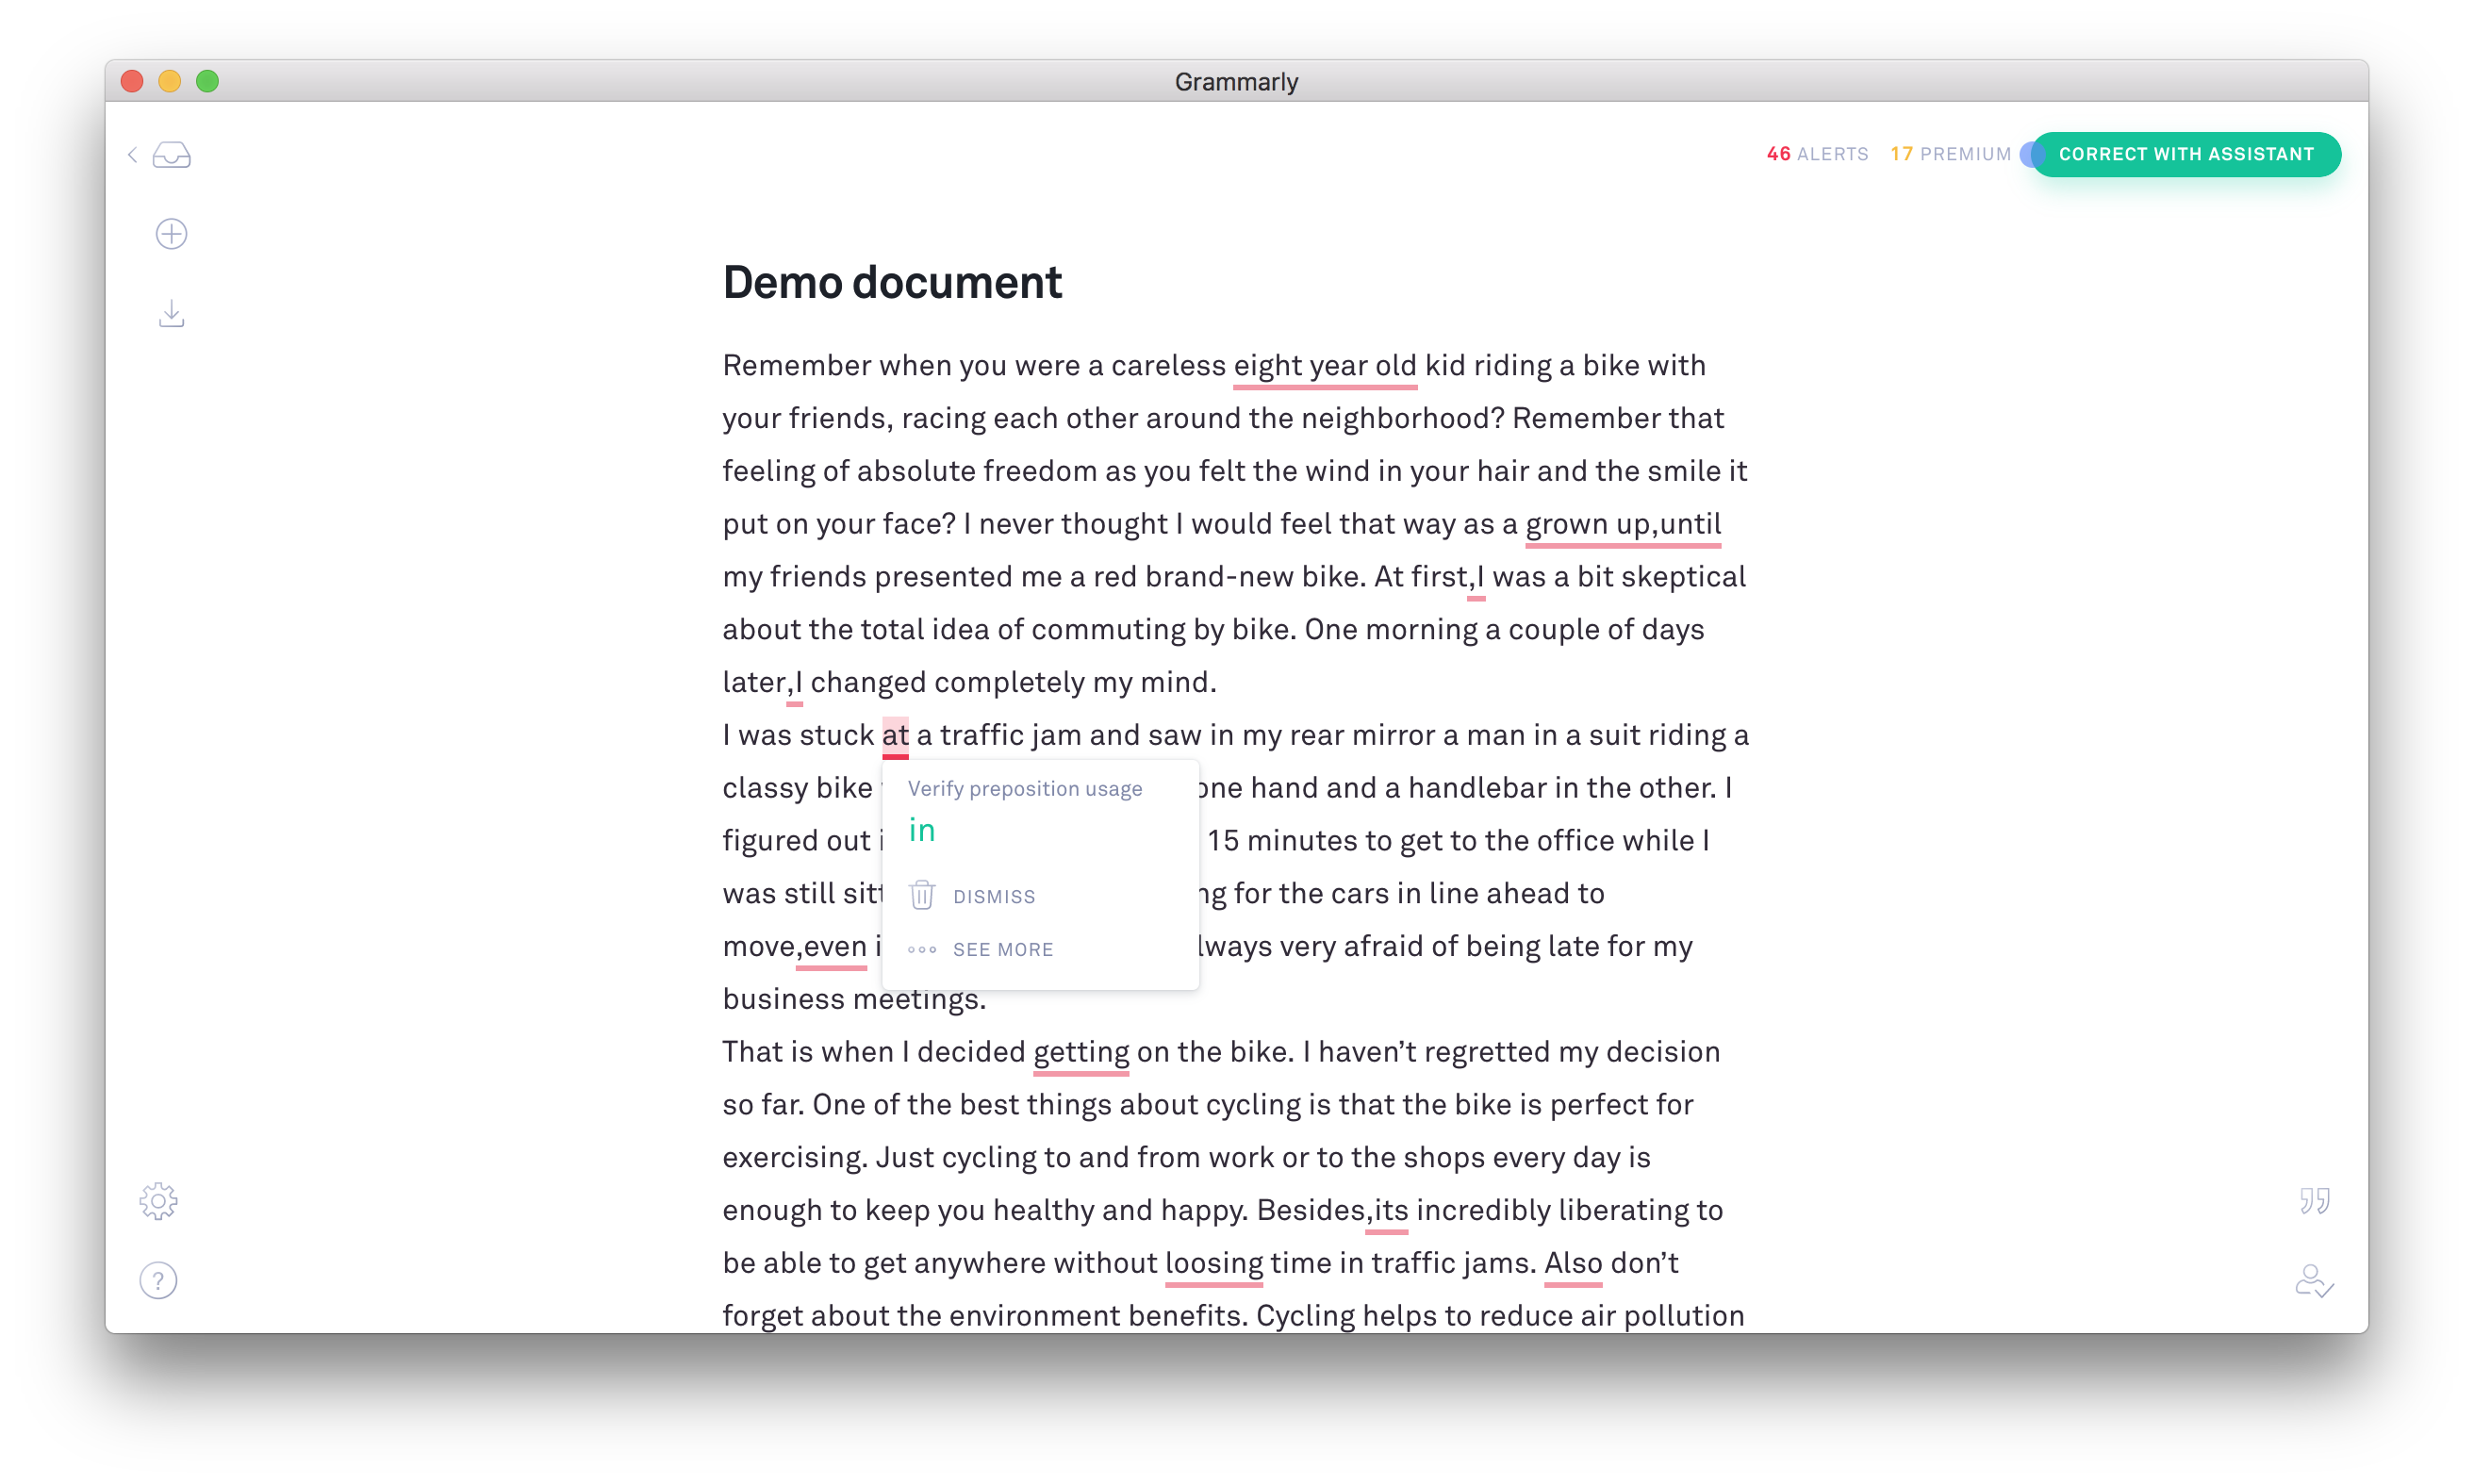 Grammarly
46 ALERTS 17 PREMIUM CORRECT WITH ASSISTANT
Demo document
Remember when you were a careless eight year old kid riding a bike with
your friends, racing each other around the neighborhood? Remember that
feeling of absolute freedom as you felt the wind in your hair and the smile it
put on your face? I never thought I would feel that way as a grown up,until
my friends presented me a red brand-new bike. At first,I was a bit skeptical
about the total idea of commuting by bike. One morning a couple of days
later,I changed completely my mind.
I was stuck at a traffic jam and saw in my rear mirror a man in a suit riding a
classy bike one hand and a handlebar in the other. I
figured out 15 minutes to get to the office while I
was still for the cars in line ahead to
move,even very afraid of being late for my
business meetings.
Verify preposition usage
in
DISMISS
SEE MORE
That is when I decided getting on the bike. I haven’t regretted my decision
so far. One of the best things about cycling is that the bike is perfect for
exercising. Just cycling to and from work or to the shops every day is
enough to keep you healthy and happy. Besides,its incredibly liberating to
be able to get anywhere without loosing time in traffic jams. Also don’t
forget about the environment benefits. Cycling helps to reduce air pollution